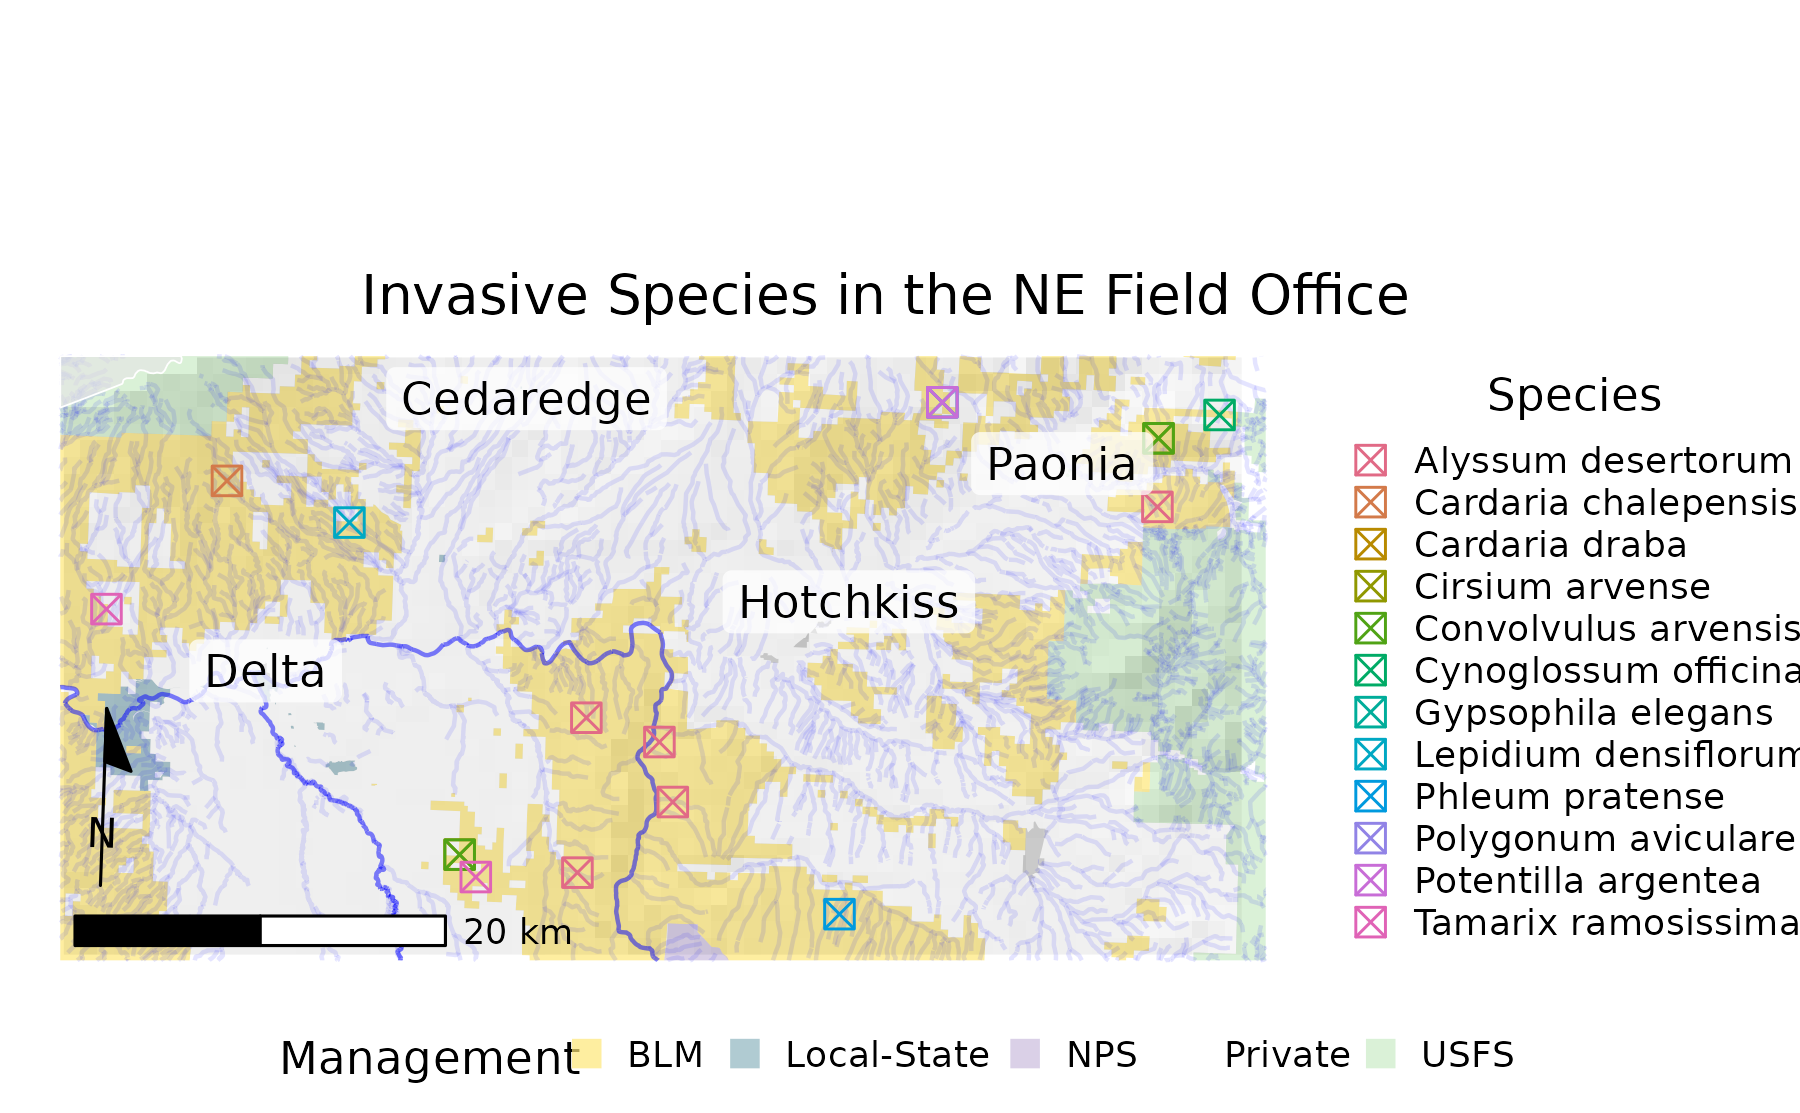 Invasive Species in the NE Field Office
Cedaredge
Paonia
Hotchkiss
Delta
N
20 km
Species
Alyssum desertorum
Cardaria chalepensis
Cardaria draba
Cirsium arvense
Convolvulus arvensis
Cynoglossum officina
Gypsophila elegans
Lepidium densiflorum
Phleum pratense
Polygonum aviculare
Potentilla argentea
Tamarix ramosissima
Management BLM Local-State NPS Private USFS